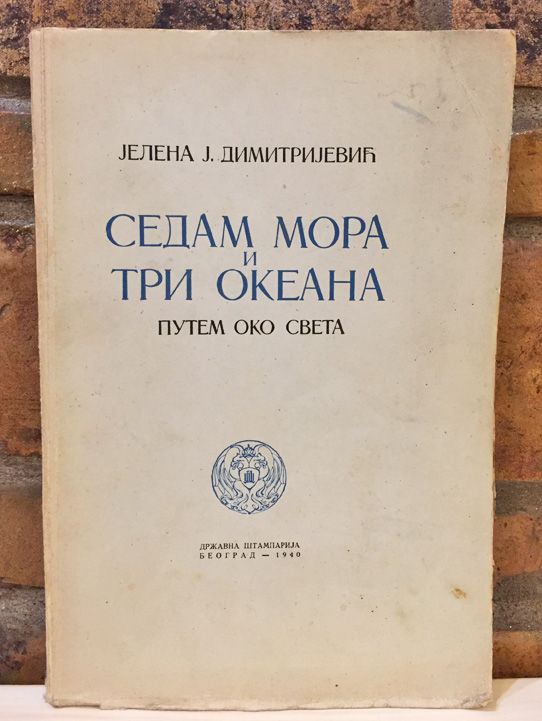 ЈЕЛЕНА Ј. ДИМИТРИЈЕВИЋ
СЕДАМ МОРА
И
ТРИ ОКЕАНА
ПУТЕМ ОКО СВЕТА
ДРЖАВНА ШТАМПАРИЈА
БЕОГРАД — 1940